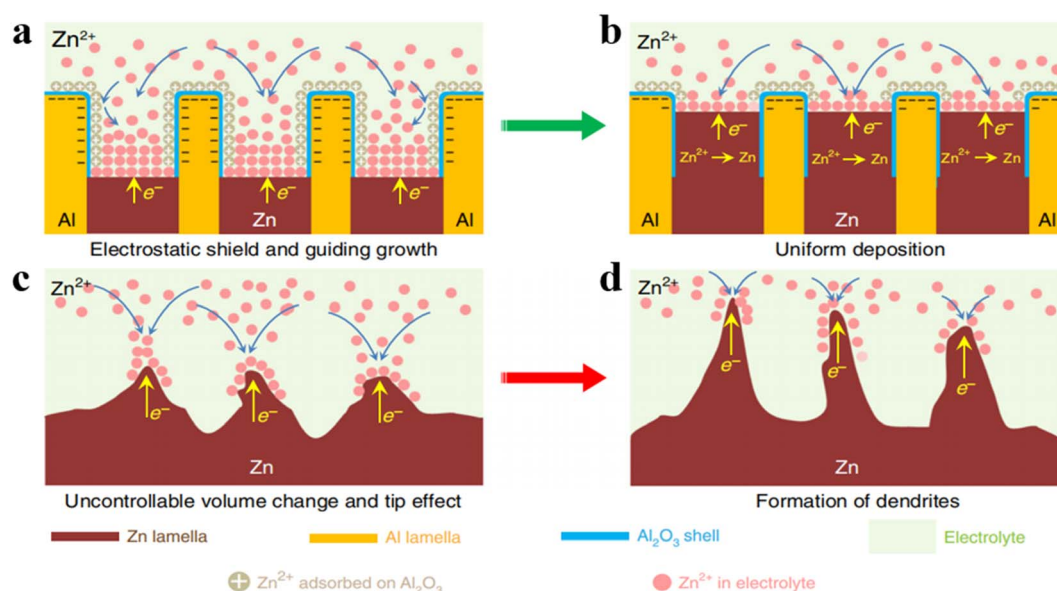 a
Zn²⁺
e⁻
e⁻
e⁻
Al
Zn
Al
Electrostatic shield and guiding growth
b
Zn²⁺
e⁻
e⁻
e⁻
Zn²⁺ → Zn
Zn²⁺ → Zn
Zn²⁺ → Zn
Al
Zn
Al
Uniform deposition
c
Zn²⁺
e⁻
e⁻
e⁻
Zn
Uncontrollable volume change and tip effect
d
Zn²⁺
e⁻
e⁻
e⁻
Zn
Formation of dendrites
Zn lamella
Al lamella
Al₂O₃ shell
Electrolyte
Zn²⁺ adsorbed on Al₂O₃
Zn²⁺ in electrolyte